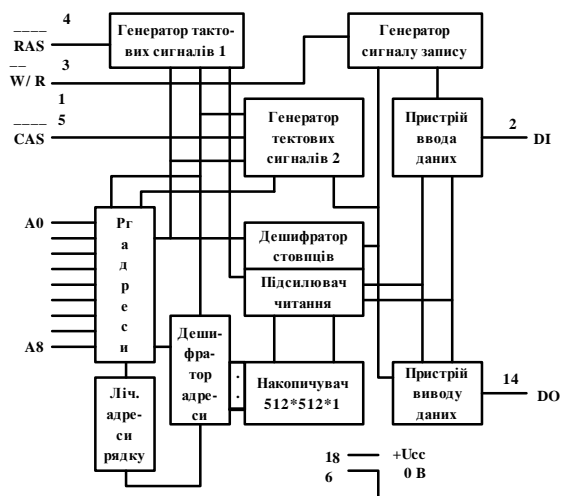 4
Генератор такто-
вих сигналів 1
Генератор
сигналу запису
RAS
3
W/ R
1
5
CAS
Генератор
тектових
сигналів 2
Пристрій
ввода
даних
2
DI
A0
Рг
а
д
р
е
с
и
Дешифратор
стовпців
Підсилювач
читання
A8
Деши-
фра-
тор
адре-
си
Накопичувач
512*512*1
Пристрій
виводу
даних
14
DO
Ліч.
адре-
си
рядку
18
+Ucc
6
0 В